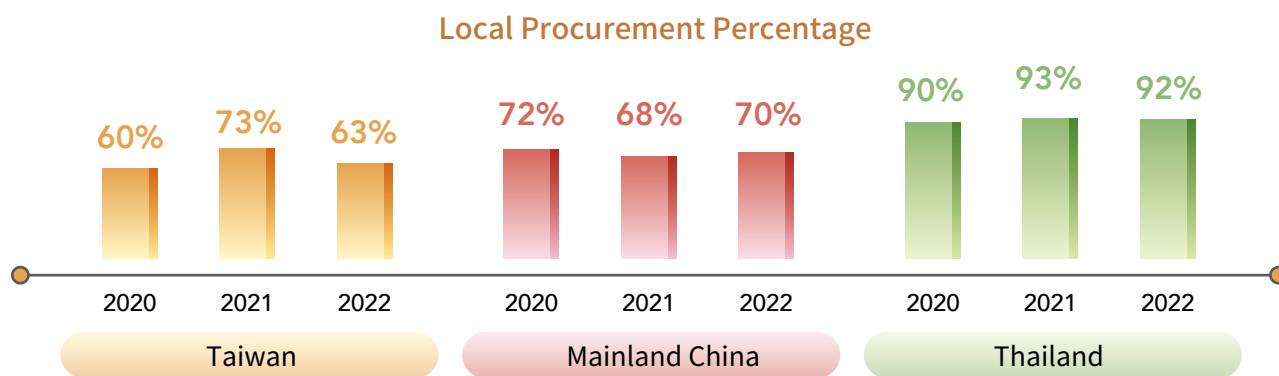 Local Procurement Percentage
60% 73% 63% 72% 68% 70% 90% 93% 92%
2020 2021 2022 2020 2021 2022 2020 2021 2022
Taiwan Mainland China Thailand